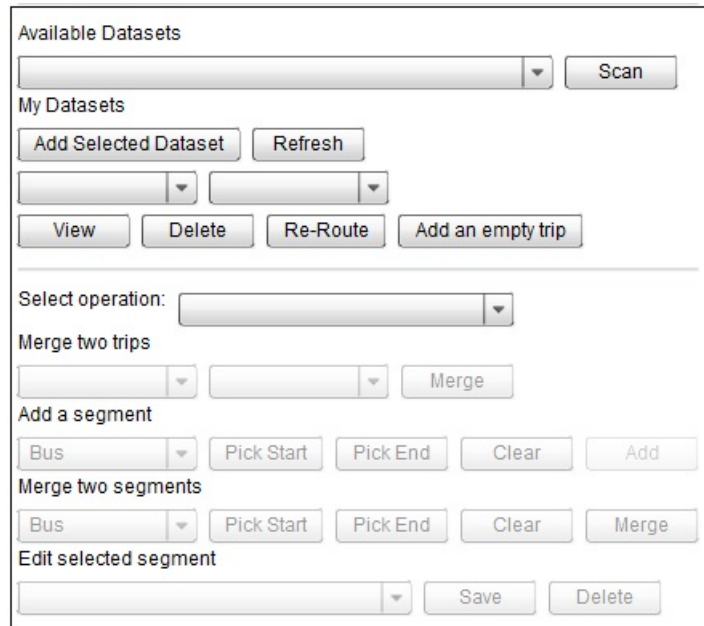 Available Datasets
Scan
My Datasets
Add Selected Dataset Refresh
View Delete Re-Route Add an empty trip
Select operation:
Merge two trips
Merge
Add a segment
Bus Pick Start Pick End Clear Add
Merge two segments
Bus Pick Start Pick End Clear Merge
Edit selected segment
Save Delete